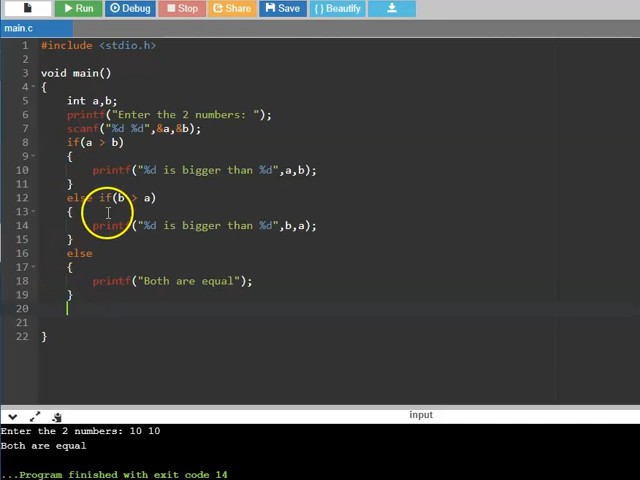 Run Debug Stop Share Save { } Beautify
main.c
1 #include <stdio.h>
2
3 void main()
4 {
5 int a,b;
6 printf("Enter the 2 numbers: ");
7 scanf("%d %d",&a,&b);
8 if(a > b)
9 {
10 printf("%d is bigger than %d",a,b);
11 }
12 else if(b > a)
13 {
14 printf("%d is bigger than %d",b,a);
15 }
16 else
17 {
18 printf("Both are equal");
19 }
20
21
22 }
input
Enter the 2 numbers: 10 10
Both are equal
...Program finished with exit code 14